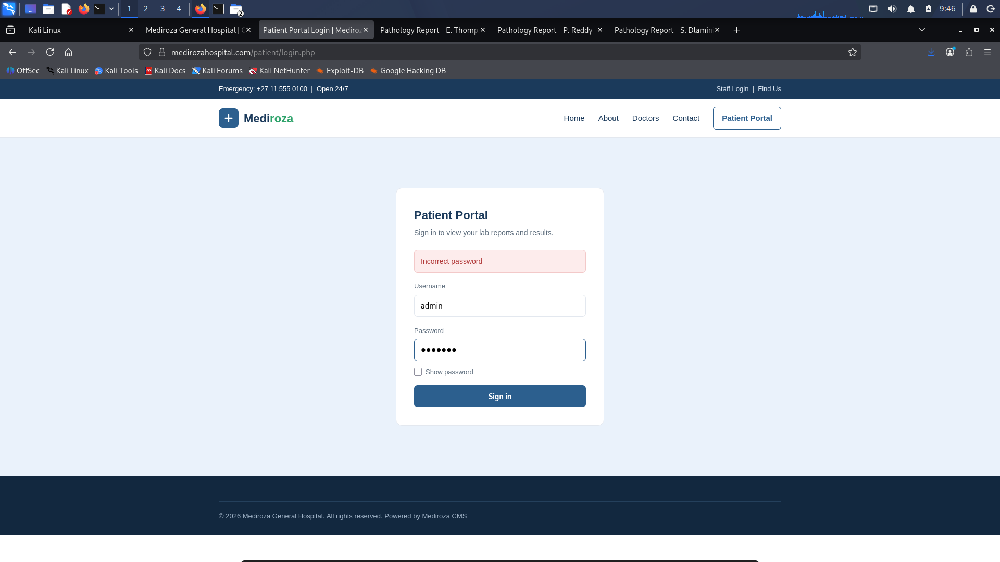 1 2 3 4 2 9:46
Kali Linux Mediroza General Hospital | Patient Portal Login | Mediroz Pathology Report - E. Thomp Pathology Report - P. Reddy Pathology Report - S. Dlamin
medirozahospital.com/patient/login.php
OffSec Kali Linux Kali Tools Kali Docs Kali Forums Kali NetHunter Exploit-DB Google Hacking DB
Emergency: +27 11 555 0100 | Open 24/7 Staff Login | Find Us
Mediroza Home About Doctors Contact Patient Portal
Patient Portal
Sign in to view your lab reports and results.
Incorrect password
Username
admin
Password
Show password
Sign in
© 2026 Mediroza General Hospital. All rights reserved. Powered by Mediroza CMS